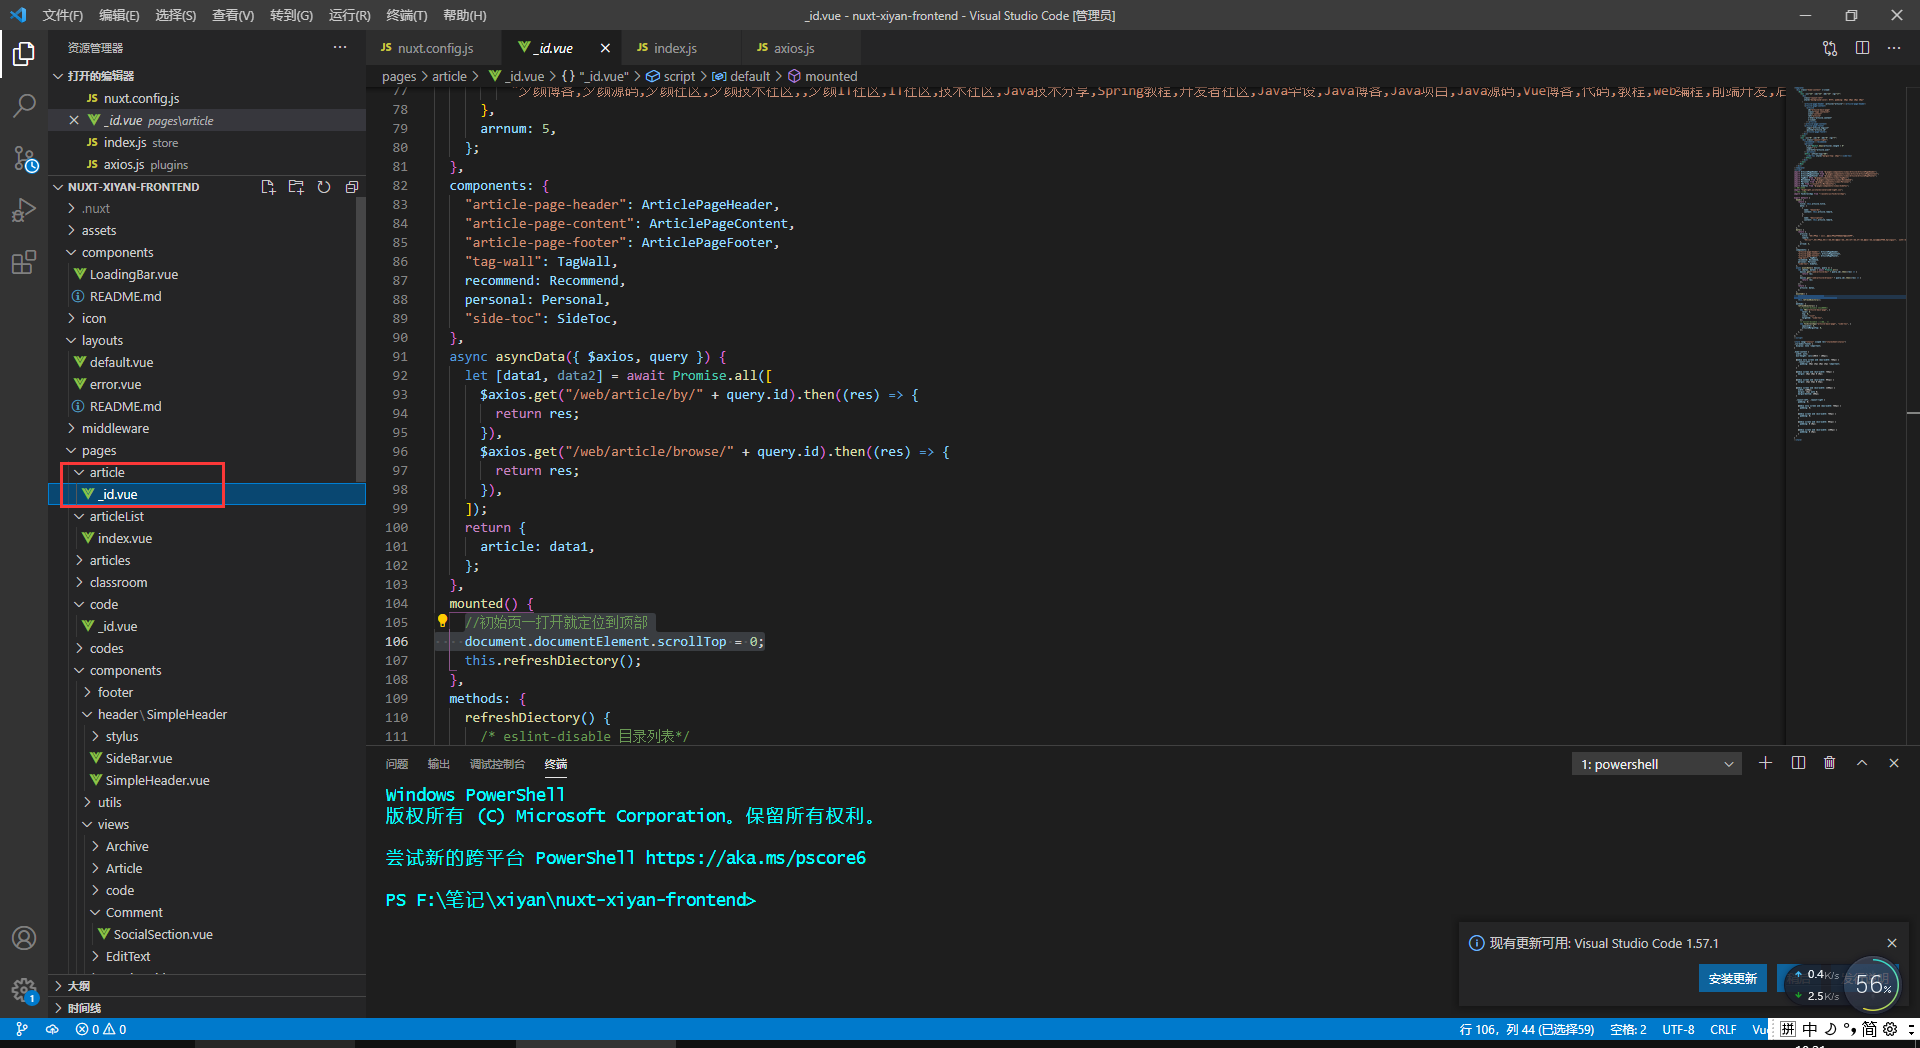 文件(F) 编辑(E) 选择(S) 查看(V) 转到(G) 运行(R) 终端(T) 帮助(H)
_id.vue - nuxt-xiyan-frontend - Visual Studio Code [管理员]
资源管理器
打开的编辑器
JS nuxt.config.js
_id.vue pages\article
JS index.js store
JS axios.js plugins
NUXT-XIYAN-FRONTEND
.nuxt
assets
components
LoadingBar.vue
README.md
icon
layouts
default.vue
error.vue
README.md
middleware
pages
article
_id.vue
articleList
index.vue
articles
classroom
code
_id.vue
codes
components
footer
header\SimpleHeader
stylus
SideBar.vue
SimpleHeader.vue
utils
views
Archive
Article
code
Comment
SocialSection.vue
EditText
大纲
时间线
JS nuxt.config.js
_id.vue
JS index.js
JS axios.js
pages > article > _id.vue > {} "_id.vue" > script > default > mounted
77 "夕颜博客,夕颜源码,夕颜社区,夕颜技术社区,,夕颜IT社区,IT社区,技术社区,Java技术分享,Spring教程,开发者社区,Java毕设,Java博客,Java项目,Java源码,Vue博客,代码,教程,Web编程,前端开发,后
78 },
79 arrnum: 5,
80 };
81 },
82 components: {
83 "article-page-header": ArticlePageHeader,
84 "article-page-content": ArticlePageContent,
85 "article-page-footer": ArticlePageFooter,
86 "tag-wall": TagWall,
87 recommend: Recommend,
88 personal: Personal,
89 "side-toc": SideToc,
90 },
91 async asyncData({ $axios, query }) {
92 let [data1, data2] = await Promise.all([
93 $axios.get("/web/article/by/" + query.id).then((res) => {
94 return res;
95 }),
96 $axios.get("/web/article/browse/" + query.id).then((res) => {
97 return res;
98 }),
99 ]);
100 return {
101 article: data1,
102 };
103 },
104 mounted() {
105 //初始页一打开就定位到顶部
106 document.documentElement.scrollTop = 0;
107 this.refreshDiectory();
108 },
109 methods: {
110 refreshDiectory() {
111 /* eslint-disable 目录列表*/
问题 输出 调试控制台 终端
1: powershell
Windows PowerShell
版权所有 (C) Microsoft Corporation。保留所有权利。
尝试新的跨平台 PowerShell https://aka.ms/pscore6
PS F:\笔记\xiyan\nuxt-xiyan-frontend>
现有更新可用: Visual Studio Code 1.57.1
安装更新
0.4K/s
2.5K/s
56%
1
0 0
行 106，列 44 (已选择59) 空格: 2 UTF-8 CRLF
拼 中 简